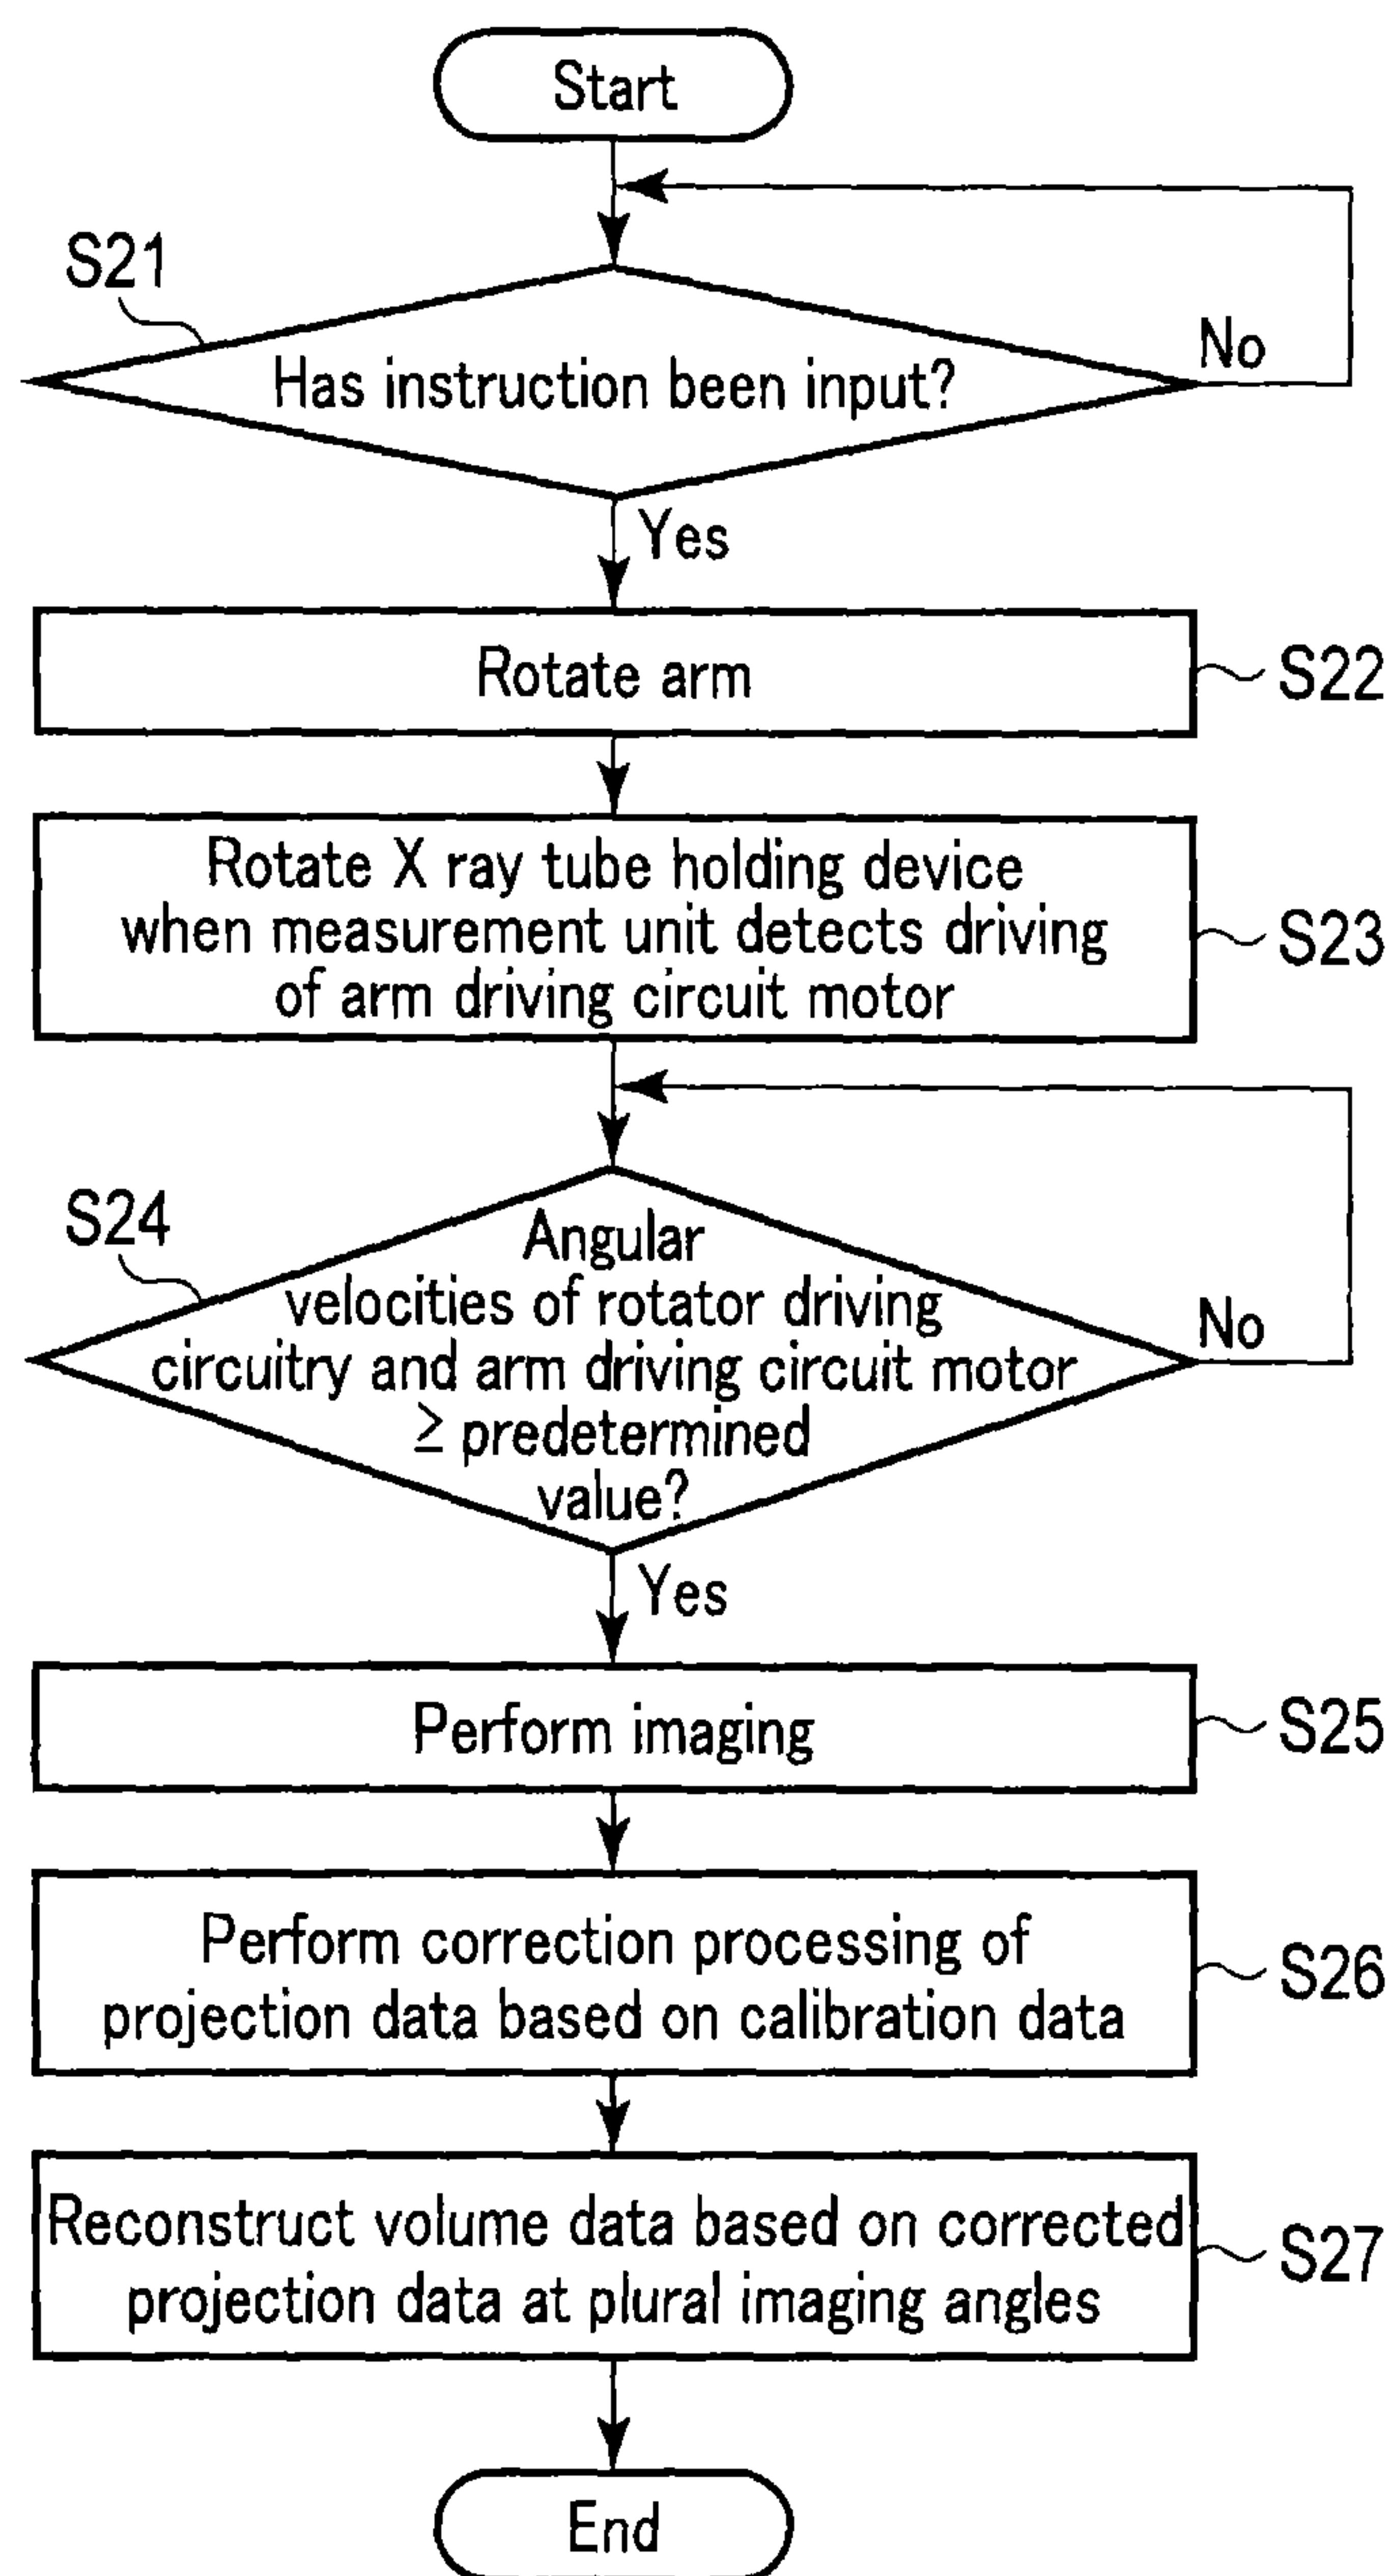 Start
S21
Has instruction been input?
No
Yes
Rotate arm
S22
Rotate X ray tube holding device
when measurement unit detects driving
of arm driving circuit motor
S23
S24
Angular
velocities of rotator driving
circuitry and arm driving circuit motor
≥ predetermined
value?
No
Yes
Perform imaging
S25
Perform correction processing of
projection data based on calibration data
S26
Reconstruct volume data based on corrected
projection data at plural imaging angles
S27
End